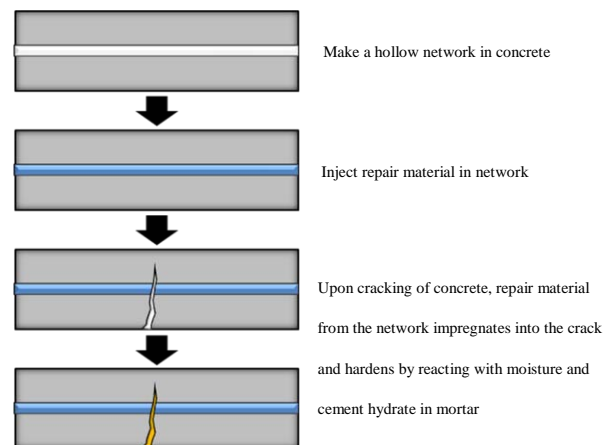 Make a hollow network in concrete
Inject repair material in network
Upon cracking of concrete, repair material
from the network impregnates into the crack
and hardens by reacting with moisture and
cement hydrate in mortar